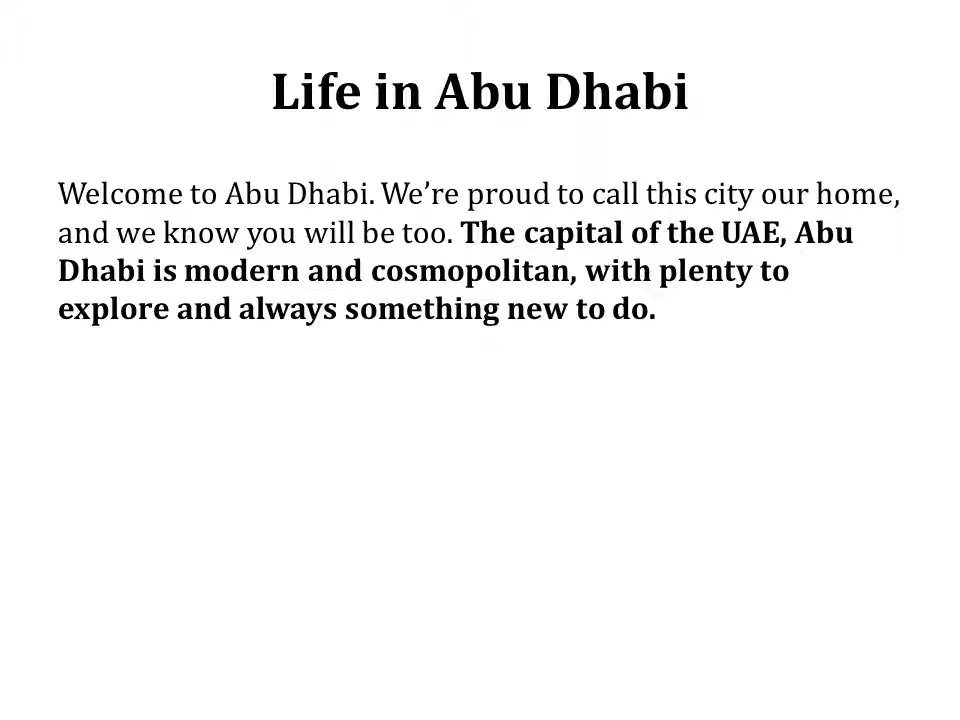 Life in Abu Dhabi
Welcome to Abu Dhabi. We’re proud to call this city our home,
and we know you will be too. The capital of the UAE, Abu
Dhabi is modern and cosmopolitan, with plenty to
explore and always something new to do.